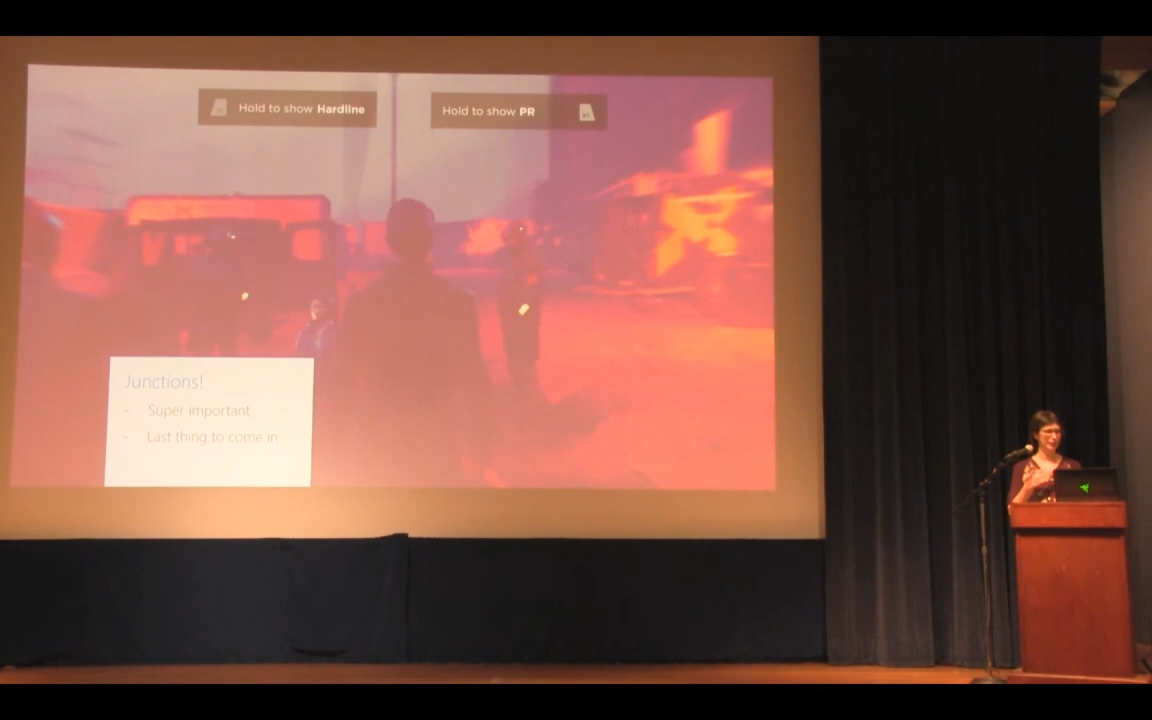 Hold to show Hardline
Hold to show PR
Junctions!
- Super important
- Last thing to come in